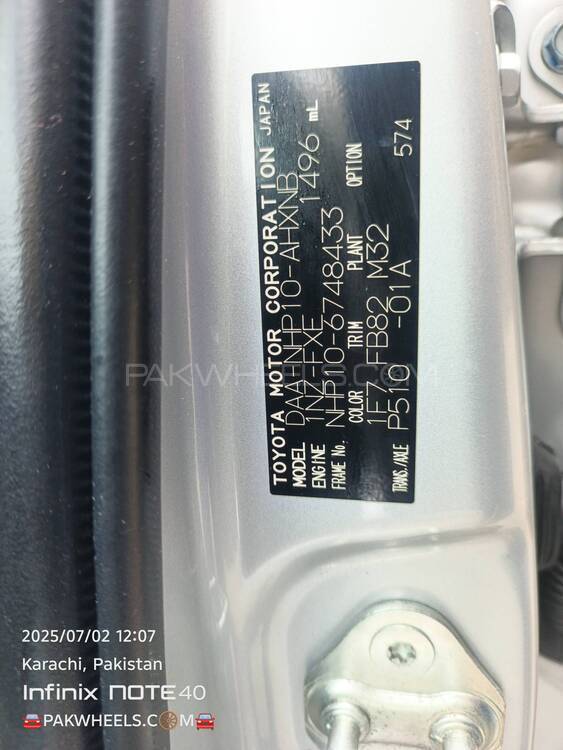 TOYOTA MOTOR CORPORATION JAPAN
MODEL DAA-NHP10-AHXNB
ENGINE 1NZ-FXE 1496 mL
FRAME No. NHP10-6748433
COLOR TRIM PLANT OPTION
1F7 FB82 M32 574
TRANS./AXLE P510 -01A
PAKWHEELS.COM
2025/07/02 12:07
Karachi, Pakistan
Infinix NOTE 40
🚘PAKWHEELS.COM🛞🚘